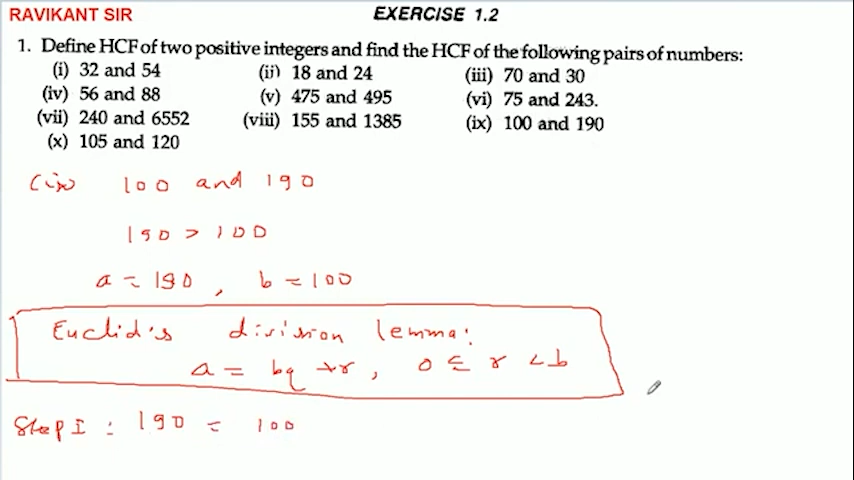 RAVIKANT SIR EXERCISE 1.2
1. Define HCF of two positive integers and find the HCF of the following pairs of numbers:
(i) 32 and 54 (ii) 18 and 24 (iii) 70 and 30
(iv) 56 and 88 (v) 475 and 495 (vi) 75 and 243.
(vii) 240 and 6552 (viii) 155 and 1385 (ix) 100 and 190
(x) 105 and 120
(ix) 100 and 190
190 > 100
a = 190, b = 100
Euclid's division lemma:
a = bq + r, 0 ≤ r < b
Step I : 190 = 100